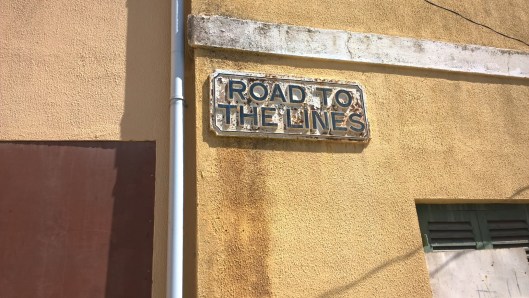 ROAD TO
THE LINES